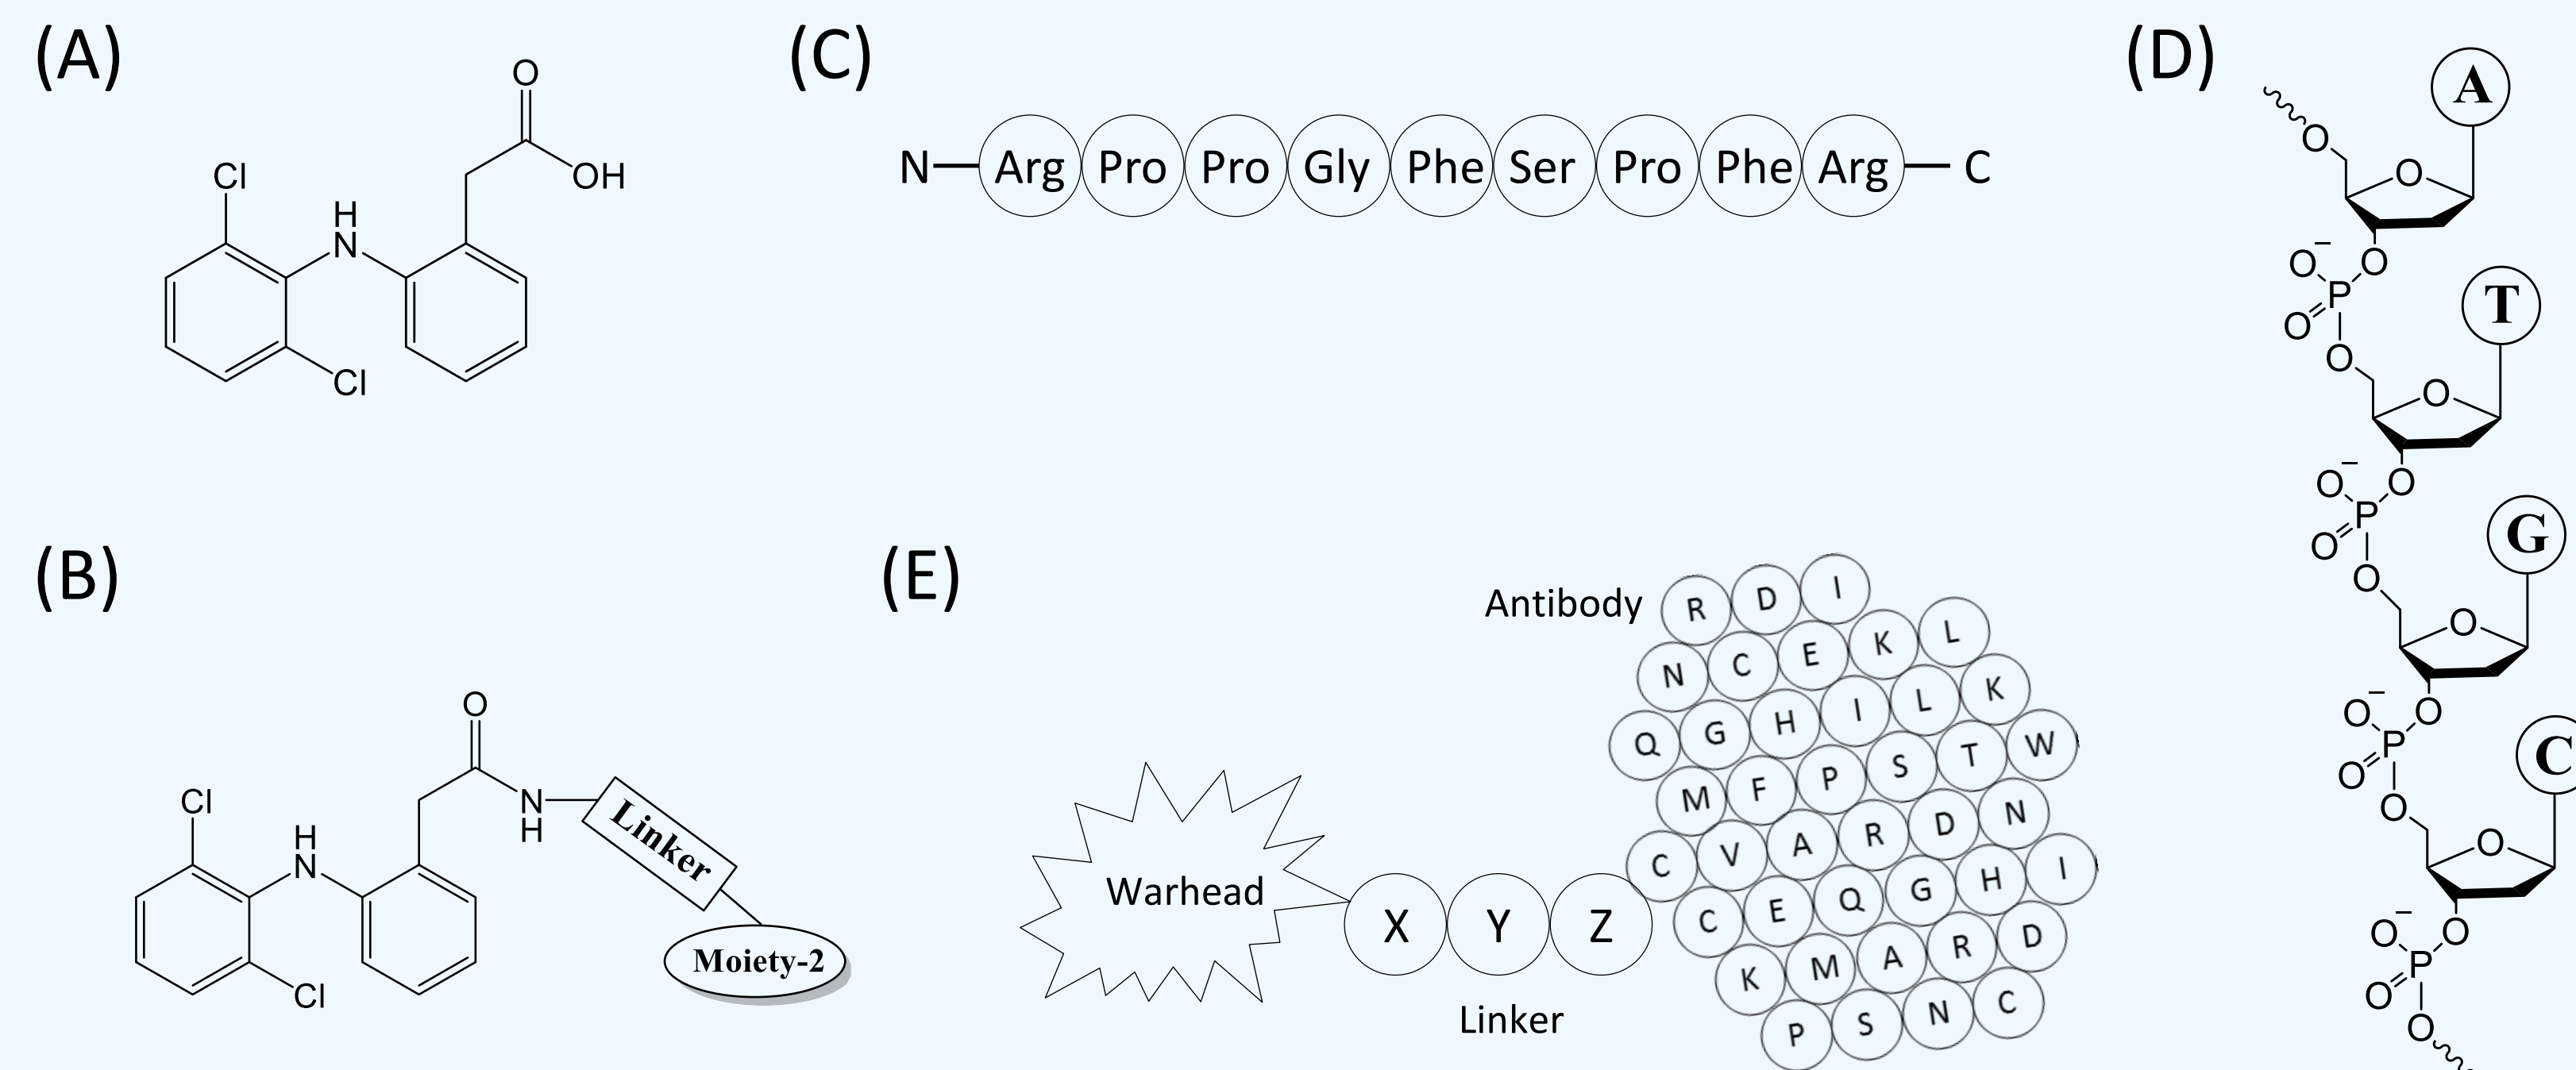 (A)
O
OH
Cl
H
N
Cl
(B)
O
N
H
Linker
Moiety-2
Cl
H
N
Cl
(C)
N Arg Pro Pro Gly Phe Ser Pro Phe Arg C
(D)
A
O
O
O⁻ O
P
O
O
T
O
O⁻ O
P
O
O
G
O
O⁻ O
P
O
O
C
O
O⁻ O
P
O
O
(E)
Antibody
R D I
N C E K L
Q G H I L K
M F P S T W
C V A R D N
C E Q G H I
K M A R D
P S N C
Warhead
X Y Z
Linker